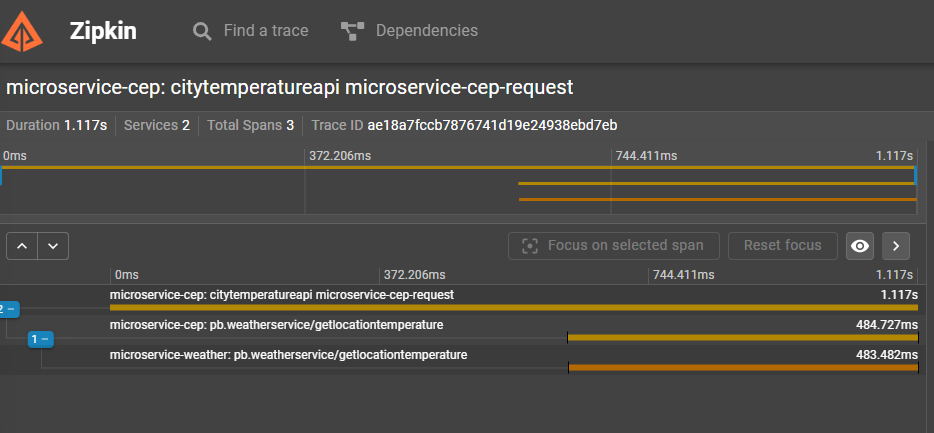 Zipkin
Find a trace
Dependencies
microservice-cep: citytemperatureapi microservice-cep-request
Duration 1.117s Services 2 Total Spans 3 Trace ID ae18a7fccb7876741d19e24938ebd7eb
0ms 372.206ms 744.411ms 1.117s
Focus on selected span Reset focus
0ms 372.206ms 744.411ms 1.117s
microservice-cep: citytemperatureapi microservice-cep-request 1.117s
2 −
microservice-cep: pb.weatherservice/getlocationtemperature 484.727ms
1 −
microservice-weather: pb.weatherservice/getlocationtemperature 483.482ms